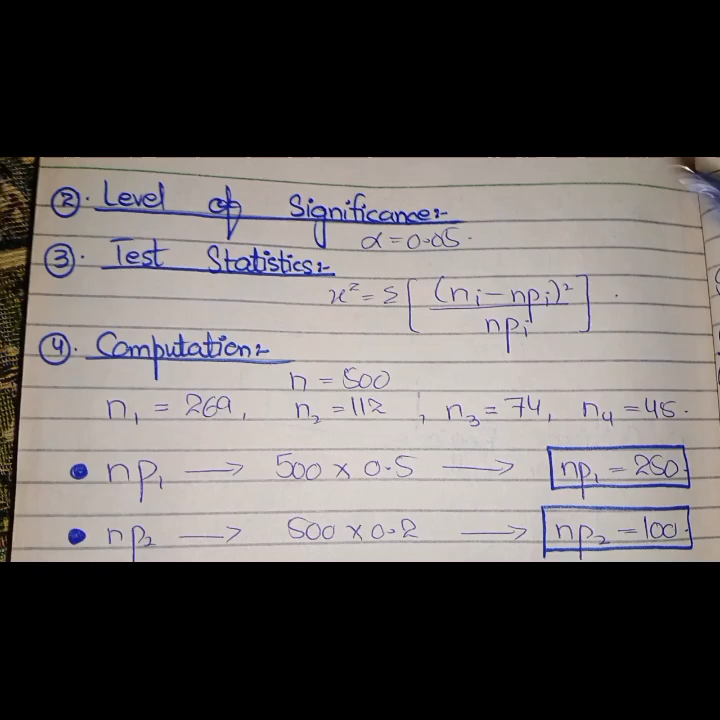 ②. Level of Significance:-
α = 0.05.
③. Test Statistics:-
x² = Σ [ (nᵢ - npᵢ)² / npᵢ ] .
④. Computation:-
n = 500
n₁ = 269, n₂ = 112, n₃ = 74, n₄ = 45.
• np₁ → 500 × 0.5 → np₁ = 250.
• np₂ → 500 × 0.2 → np₂ = 100.